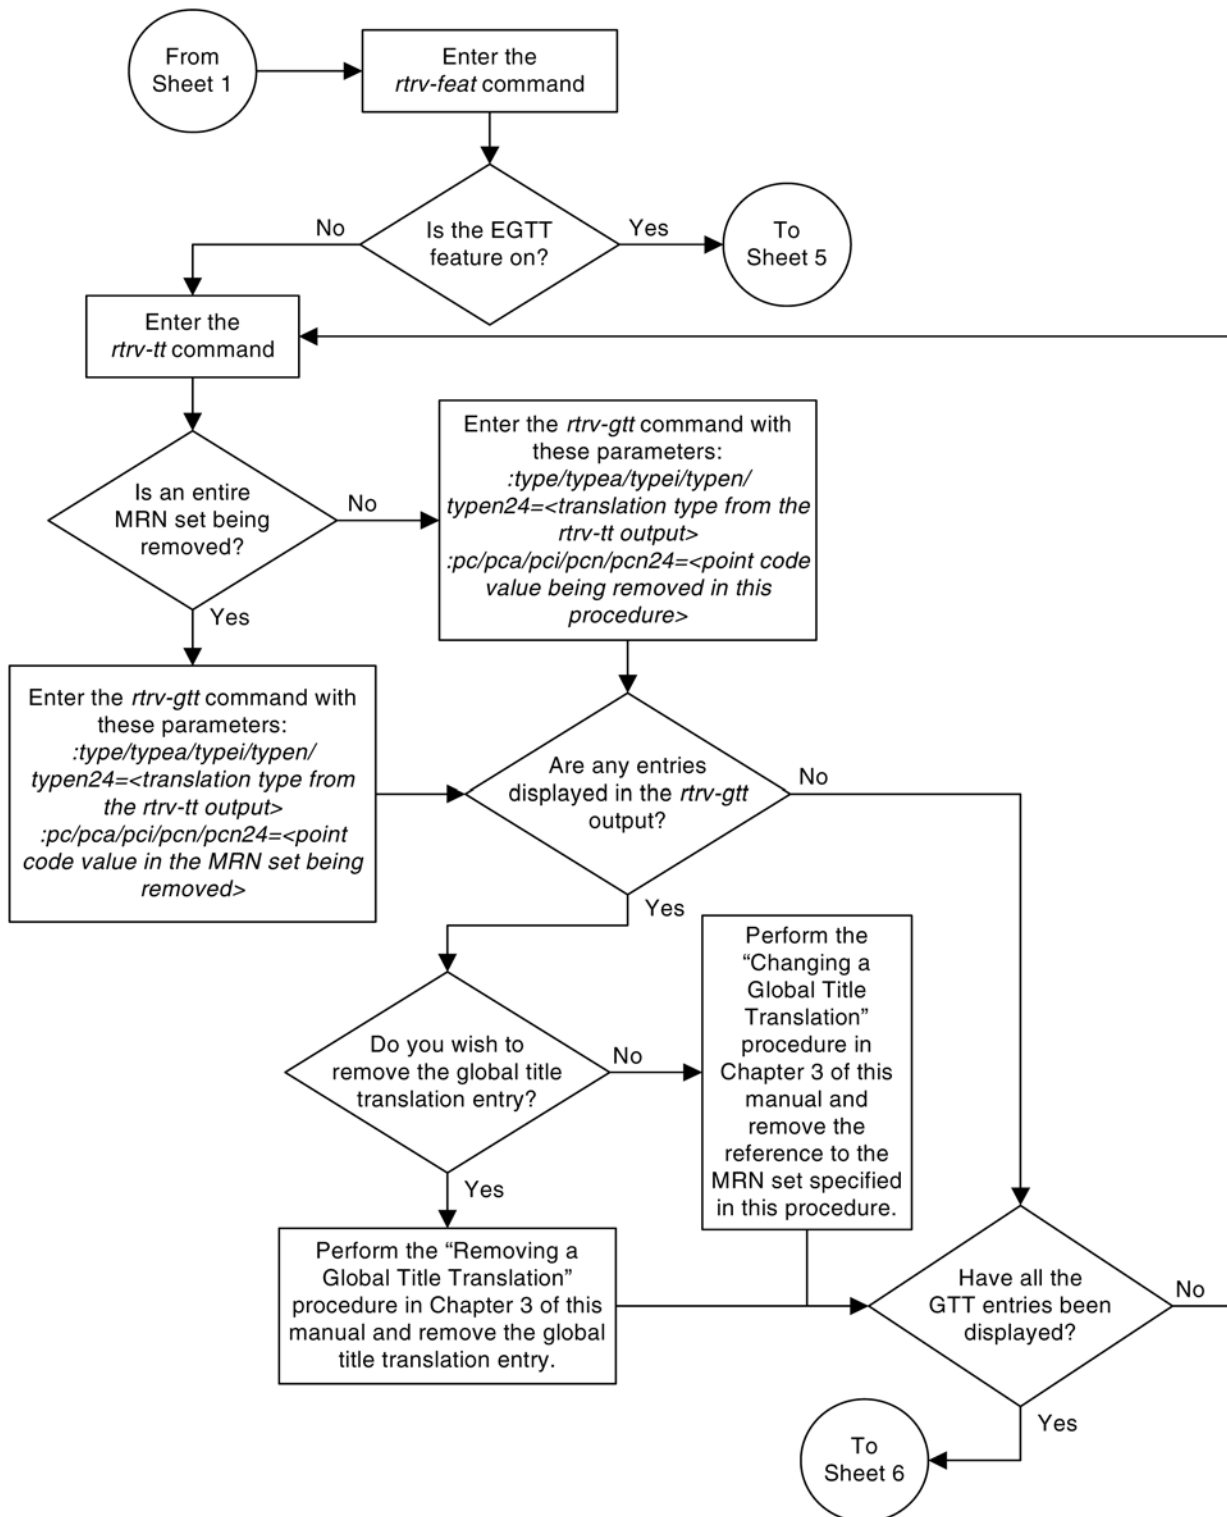 From
Sheet 1
Enter the
rtrv-feat command
Is the EGTT
feature on?
No
Yes
To
Sheet 5
Enter the
rtrv-tt command
Is an entire
MRN set being
removed?
No
Yes
Enter the rtrv-gtt command with
these parameters:
:type/typea/typei/typen/
typen24=<translation type from the
rtrv-tt output>
:pc/pca/pci/pcn/pcn24=<point code
value being removed in this
procedure>
Enter the rtrv-gtt command with
these parameters:
:type/typea/typei/typen/
typen24=<translation type from
the rtrv-tt output>
:pc/pca/pci/pcn/pcn24=<point
code value in the MRN set being
removed>
Are any entries
displayed in the rtrv-gtt
output?
No
Yes
Do you wish to
remove the global title
translation entry?
No
Yes
Perform the
“Changing a
Global Title
Translation”
procedure in
Chapter 3 of this
manual and
remove the
reference to the
MRN set specified
in this procedure.
Perform the “Removing a
Global Title Translation”
procedure in Chapter 3 of this
manual and remove the global
title translation entry.
Have all the
GTT entries been
displayed?
No
Yes
To
Sheet 6